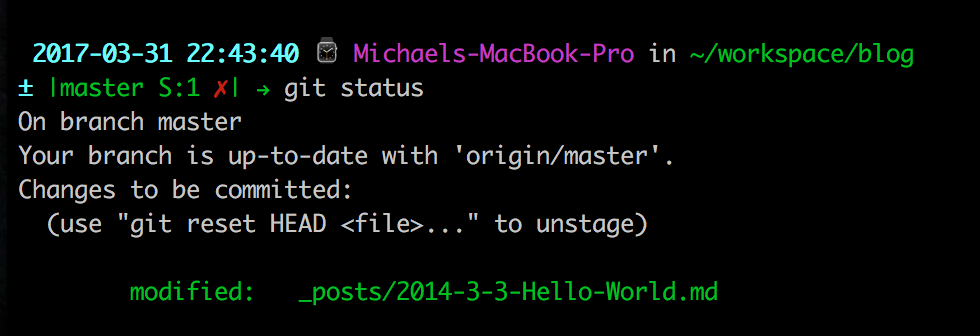 2017-03-31 22:43:40 ⌚ Michaels-MacBook-Pro in ~/workspace/blog
± |master S:1 ✗| → git status
On branch master
Your branch is up-to-date with 'origin/master'.
Changes to be committed:
  (use "git reset HEAD <file>..." to unstage)
        modified:   _posts/2014-3-3-Hello-World.md